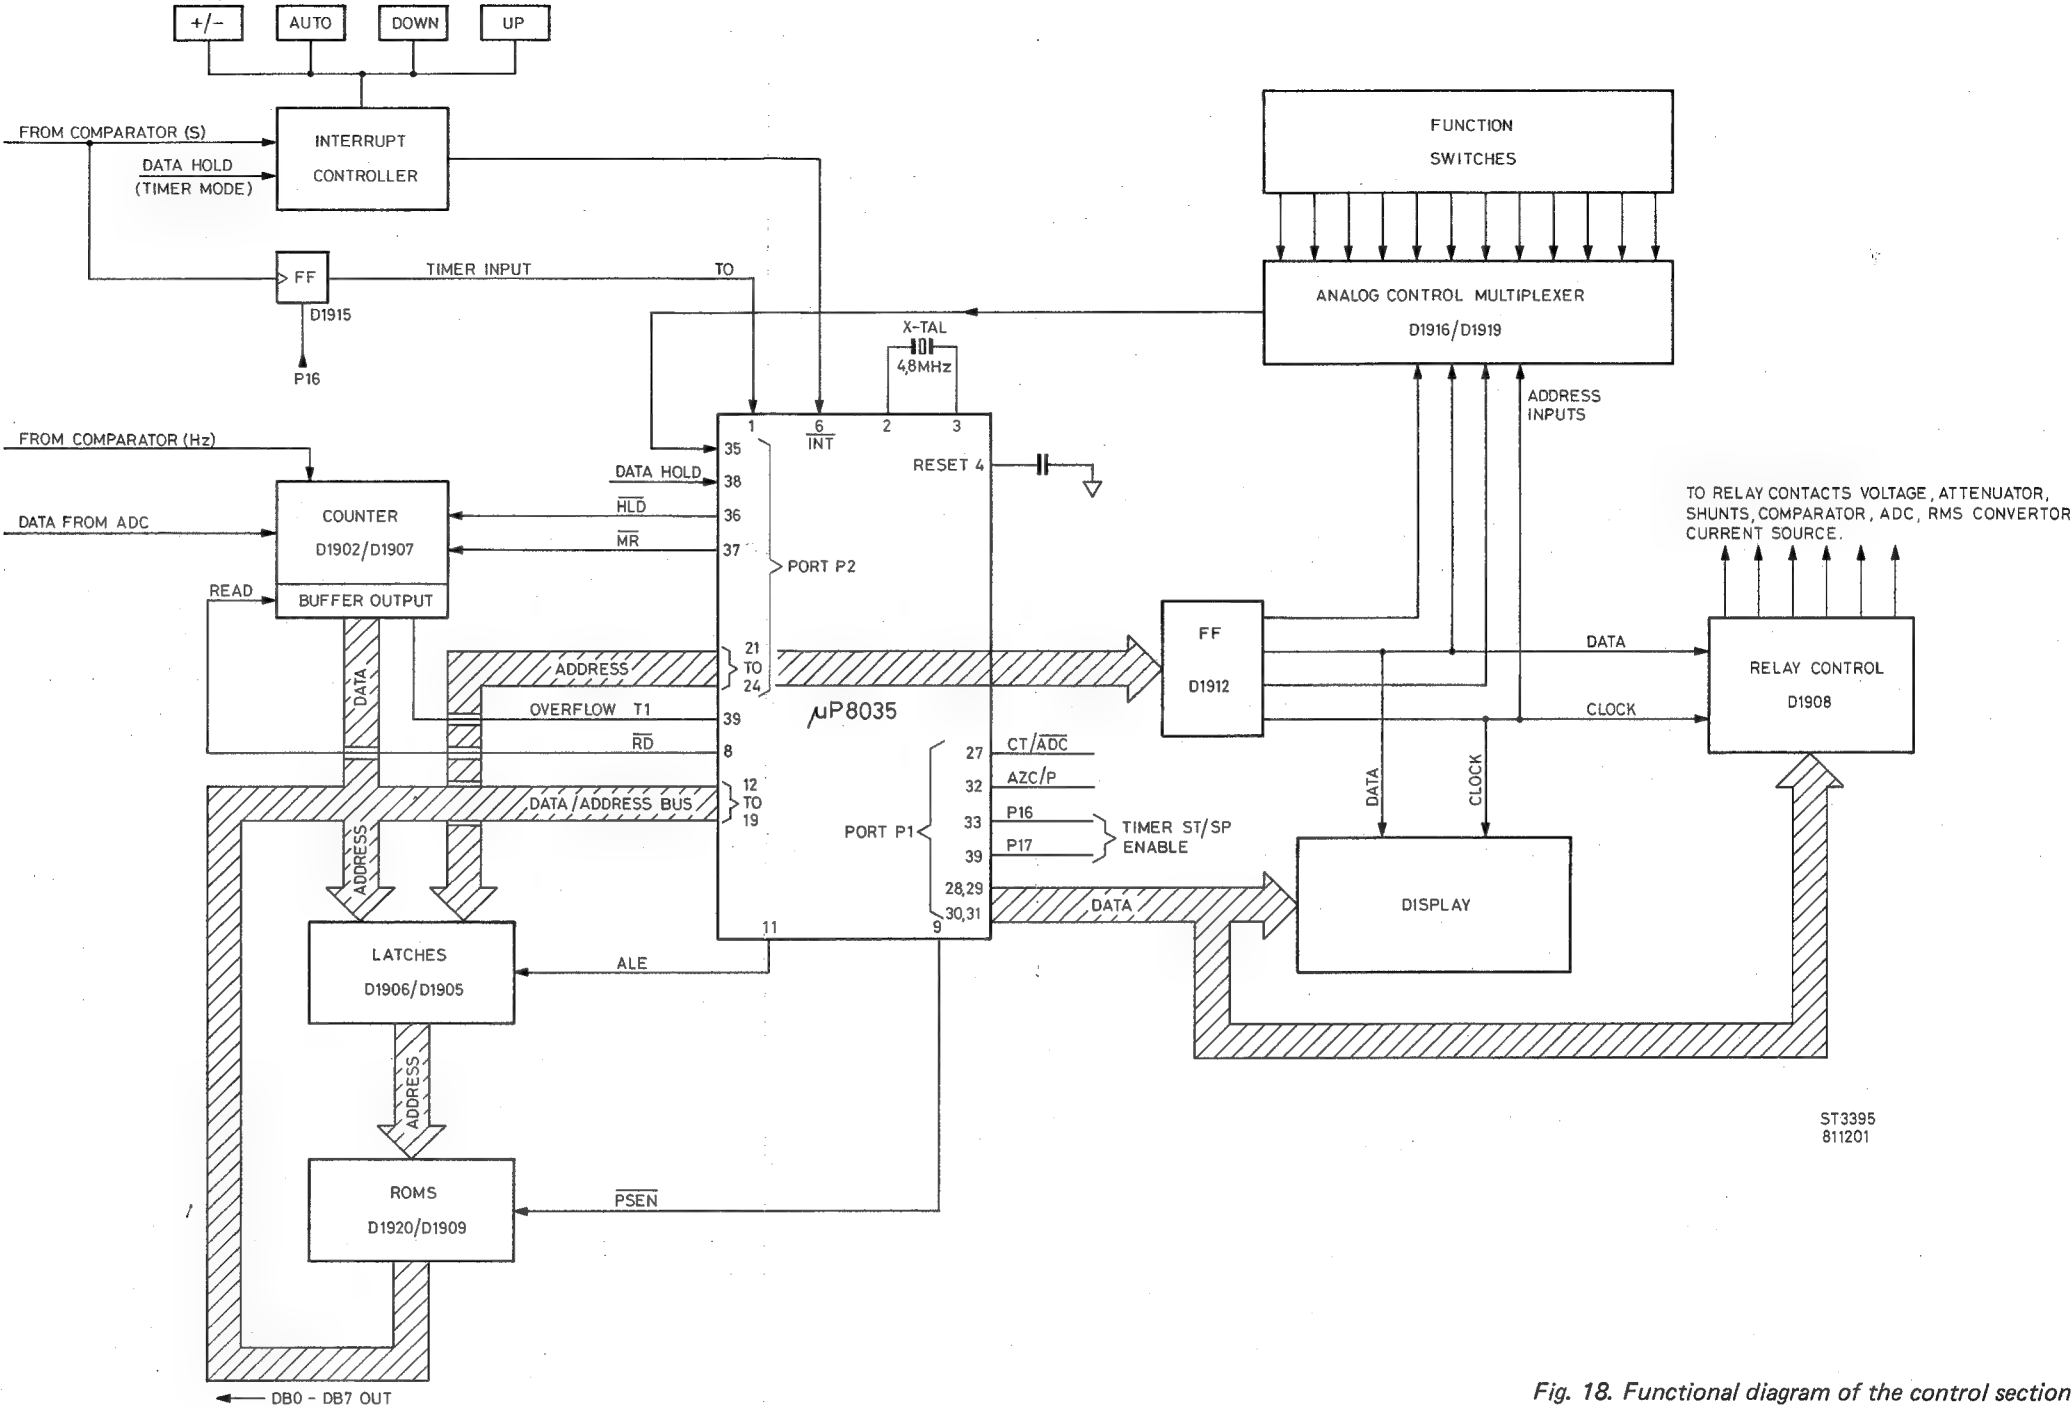 +/-
AUTO
DOWN
UP
FROM COMPARATOR (S)
DATA HOLD
(TIMER MODE)
INTERRUPT
CONTROLLER
FF
D1915
P16
TIMER INPUT
TO
FUNCTION
SWITCHES
ANALOG CONTROL MULTIPLEXER
D1916/D1919
ADDRESS
INPUTS
X-TAL
4,8MHz
1
6
INT
2
3
35
38
36
37
RESET 4
DATA HOLD
HLD
MR
PORT P2
FROM COMPARATOR (Hz)
DATA FROM ADC
COUNTER
D1902/D1907
READ
BUFFER OUTPUT
DATA
ADDRESS
21
TO
24
OVERFLOW T1
39
RD
8
DATA/ADDRESS BUS
12
TO
19
ADDRESS
µP8035
PORT P1
27
CT/ADC
32
AZC/P
33
P16
39
P17
TIMER ST/SP
ENABLE
28,29
30,31
DATA
11
9
FF
D1912
DATA
CLOCK
DATA
CLOCK
TO RELAY CONTACTS VOLTAGE, ATTENUATOR,
SHUNTS, COMPARATOR, ADC, RMS CONVERTOR
CURRENT SOURCE.
RELAY CONTROL
D1908
DISPLAY
LATCHES
D1906/D1905
ALE
ADDRESS
ROMS
D1920/D1909
PSEN
DB0 - DB7 OUT
ST3395
811201
Fig. 18. Functional diagram of the control section